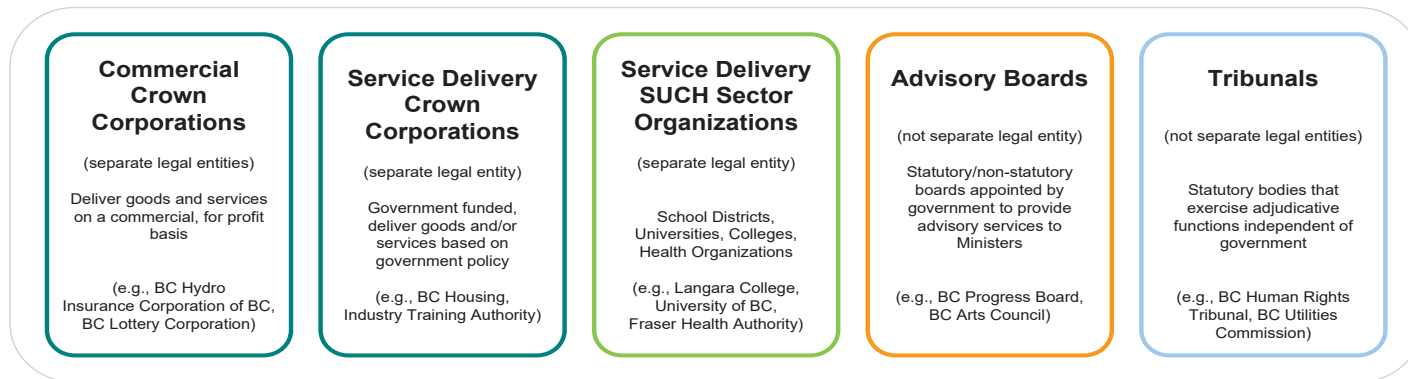 Commercial
Crown
Corporations
(separate legal entities)
Deliver goods and services
on a commercial, for profit
basis
(e.g., BC Hydro
Insurance Corporation of BC,
BC Lottery Corporation)
Service Delivery
Crown
Corporations
(separate legal entity)
Government funded,
deliver goods and/or
services based on
government policy
(e.g., BC Housing,
Industry Training Authority)
Service Delivery
SUCH Sector
Organizations
(separate legal entity)
School Districts,
Universities, Colleges,
Health Organizations
(e.g., Langara College,
University of BC,
Fraser Health Authority)
Advisory Boards
(not separate legal entity)
Statutory/non-statutory
boards appointed by
government to provide
advisory services to
Ministers
(e.g., BC Progress Board,
BC Arts Council)
Tribunals
(not separate legal entities)
Statutory bodies that
exercise adjudicative
functions independent of
government
(e.g., BC Human Rights
Tribunal, BC Utilities
Commission)